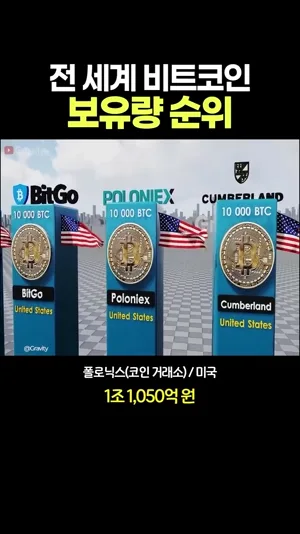 전 세계 비트코인
보유량 순위
BitGo
POLONIEX
CUMBERLAND
10 000 BTC
10 000 BTC
10 000 BTC
BitGo
United States
Poloniex
United States
Cumberland
United States
@Gravity
폴로닉스(코인 거래소) / 미국
1조 1,050억 원